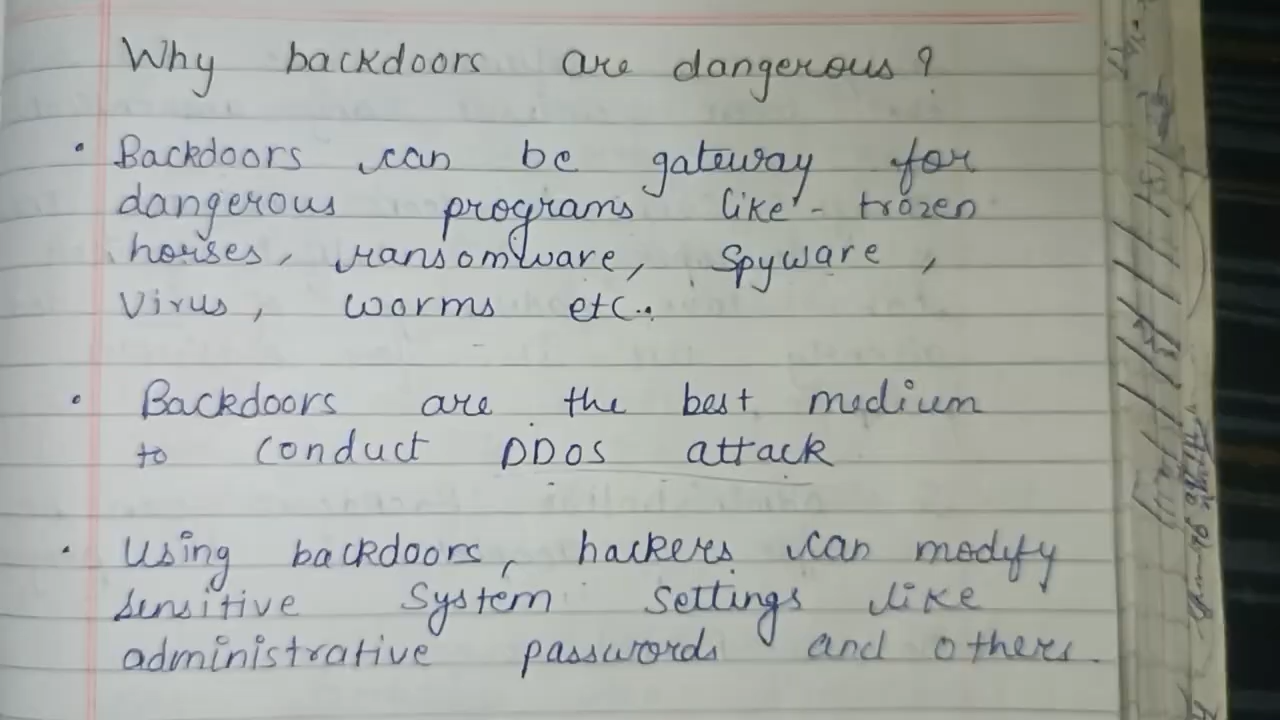 Why backdoors are dangerous?
• Backdoors can be gateway for
dangerous programs like - trozen
horses, ransomware, Spyware,
Virus, worms etc..
• Backdoors are the best medium
to conduct DDOS attack
• Using backdoors, hackers can modify
sensitive system settings like
administrative passwords and others.